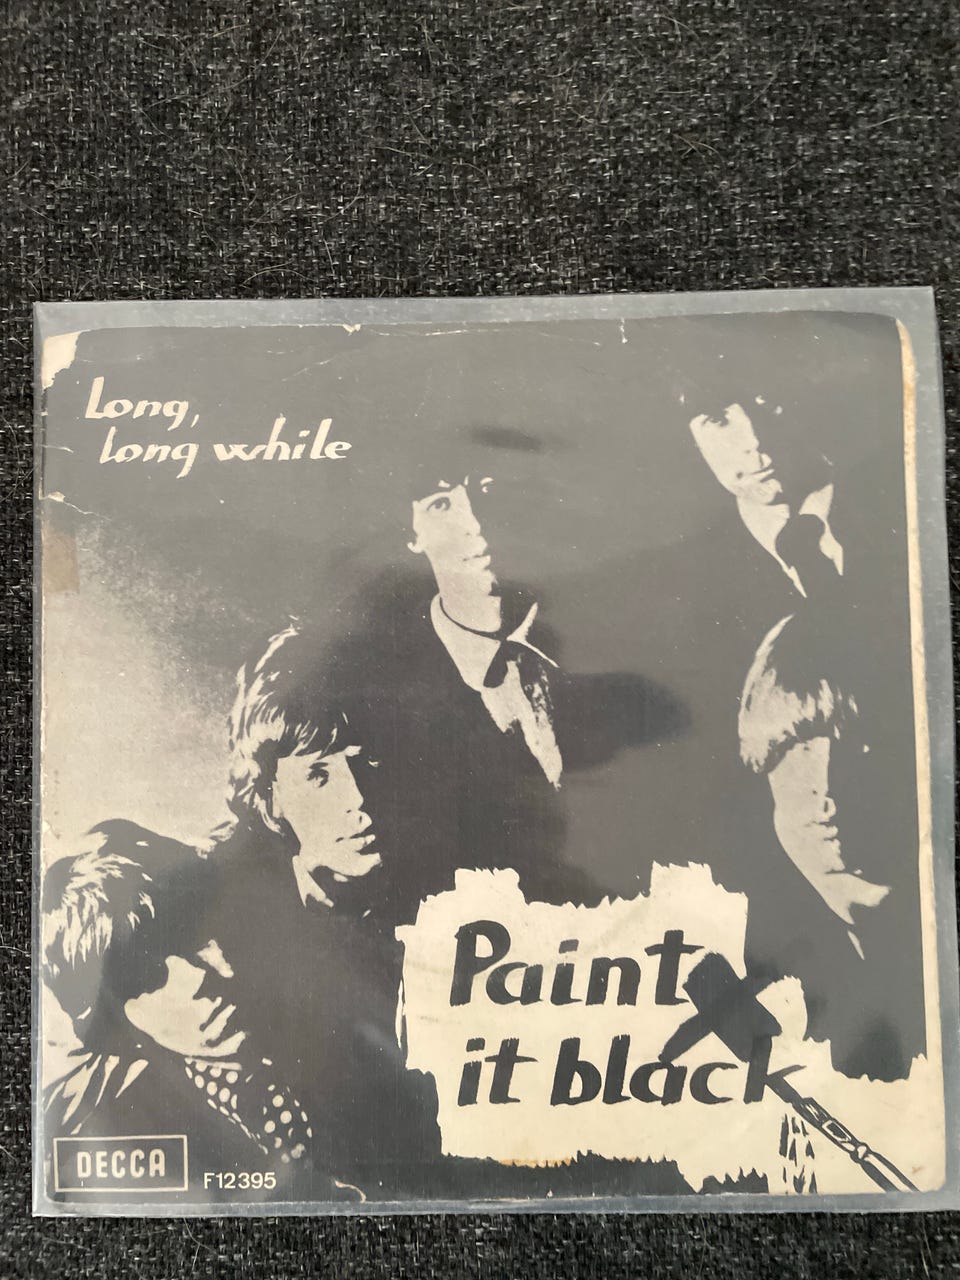 Long,
long while
Paint
it black
DECCA
F12395